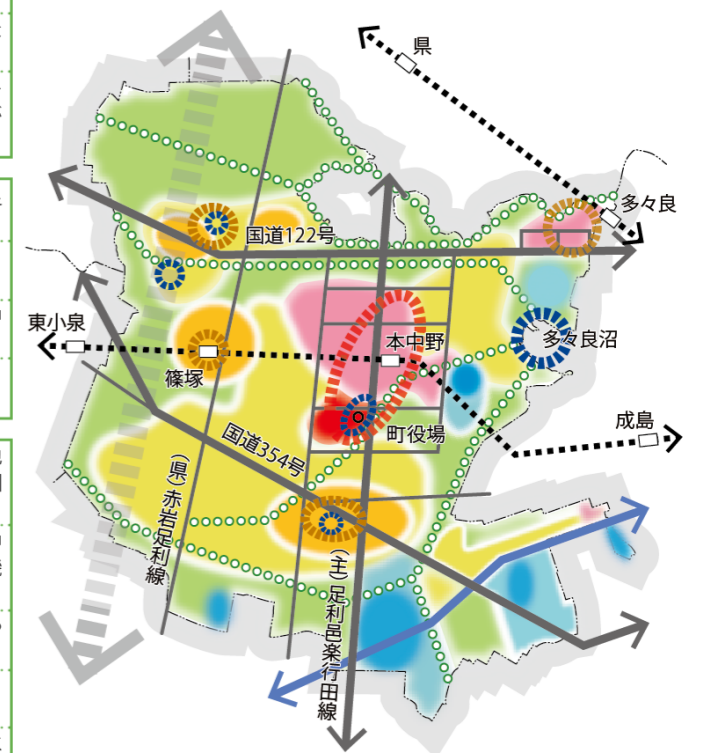 県
多々良
国道122号
東小泉
本中野
多々良沼
篠塚
成島
町役場
国道354号
（県）赤岩足利線
（主）足利邑楽行田線